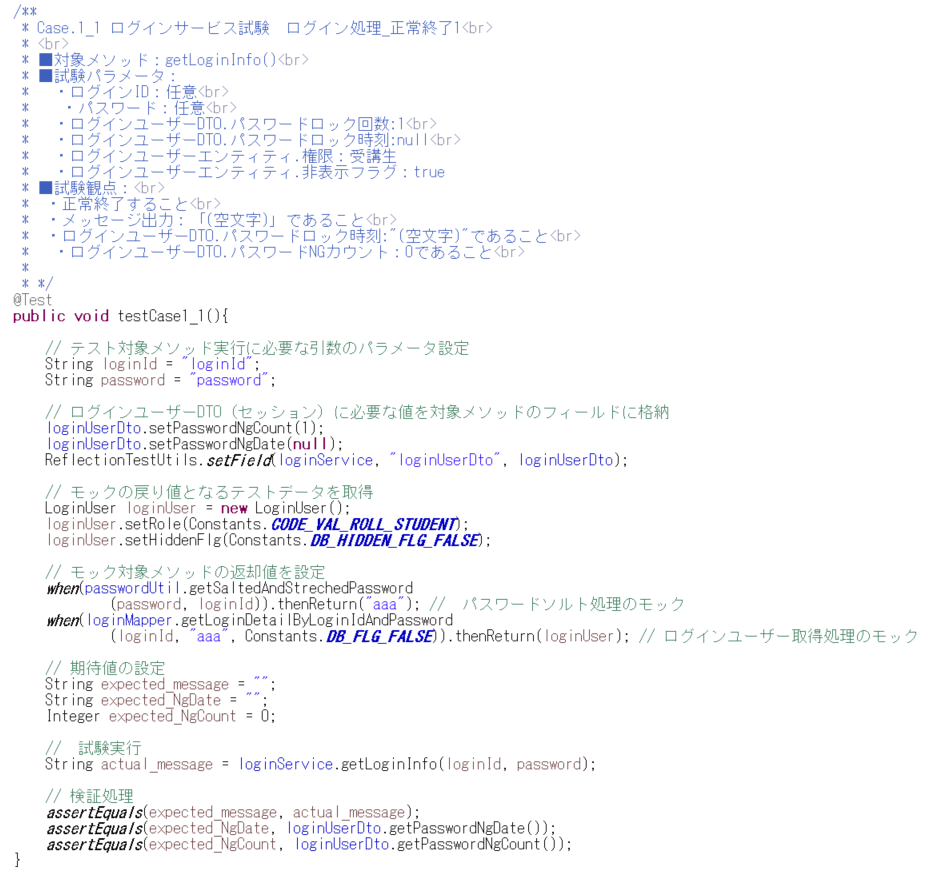 /**
 * Case.1_1 ログインサービス試験　ログイン処理_正常終了1<br>
 * <br>
 * ■対象メソッド：getLoginInfo()<br>
 * ■試験パラメータ：
 *   ・ログインID：任意<br>
 *   ・パスワード：任意<br>
 *   ・ログインユーザーDTO.パスワードロック回数:1<br>
 *   ・ログインユーザーDTO.パスワードロック時刻:null<br>
 *   ・ログインユーザーエンティティ.権限：受講生
 *   ・ログインユーザーエンティティ.非表示フラグ：true
 * ■試験観点：<br>
 *  ・正常終了すること<br>
 *  ・メッセージ出力：「(空文字)」であること<br>
 *  ・ログインユーザーDTO.パスワードロック時刻:"(空文字)"であること<br>
 *   ・ログインユーザーDTO.パスワードNGカウント：0であること<br>
 *
 * */
@Test
public void testCase1_1(){
    // テスト対象メソッド実行に必要な引数のパラメータ設定
    String loginId = "loginId";
    String password = "password";
    // ログインユーザーDTO（セッション）に必要な値を対象メソッドのフィールドに格納
    loginUserDto.setPasswordNgCount(1);
    loginUserDto.setPasswordNgDate(null);
    ReflectionTestUtils.setField(loginService, "loginUserDto", loginUserDto);
    // モックの戻り値となるテストデータを取得
    LoginUser loginUser = new LoginUser();
    loginUser.setRole(Constants.CODE_VAL_ROLL_STUDENT);
    loginUser.setHiddenFlg(Constants.DB_HIDDEN_FLG_FALSE);
    // モック対象メソッドの返却値を設定
    when(passwordUtil.getSaltedAndStrechedPassword
            (password, loginId)).thenReturn("aaa"); //　パスワードソルト処理のモック
    when(loginMapper.getLoginDetailByLoginIdAndPassword
            (loginId, "aaa", Constants.DB_FLG_FALSE)).thenReturn(loginUser); // ログインユーザー取得処理のモック
    // 期待値の設定
    String expected_message = "";
    String expected_NgDate = "";
    Integer expected_NgCount = 0;
    //　試験実行
    String actual_message = loginService.getLoginInfo(loginId, password);
    // 検証処理
    assertEquals(expected_message, actual_message);
    assertEquals(expected_NgDate, loginUserDto.getPasswordNgDate());
    assertEquals(expected_NgCount, loginUserDto.getPasswordNgCount());
}